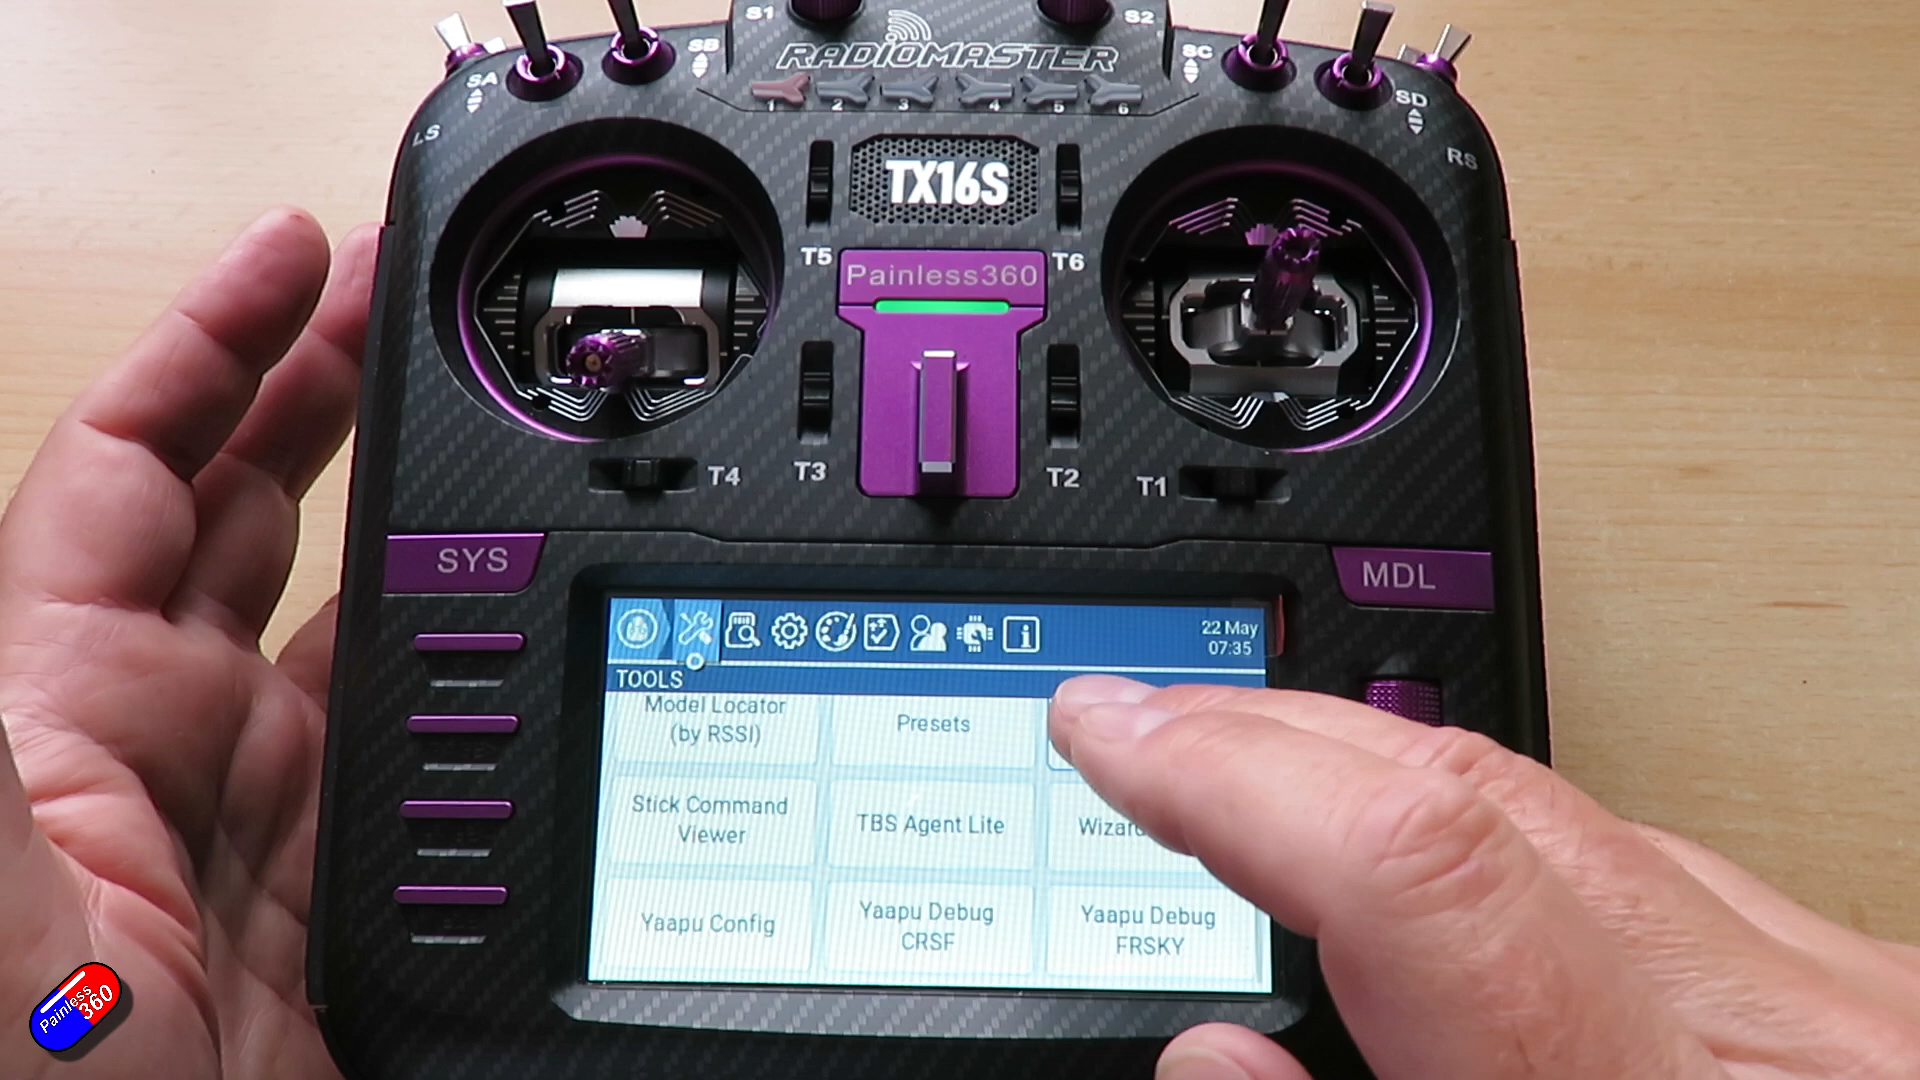 S1
S2
RADIOMASTER
SB
SC
SA
SD
1 2 3 4 5 6
LS
RS
TX16S
T5
T6
Painless360
T4
T3
T2
T1
SYS
MDL
22 May
07:35
TOOLS
Model Locator
(by RSSI)
Presets
Stick Command
Viewer
TBS Agent Lite
Yaapu Config
Yaapu Debug
CRSF
Yaapu Debug
FRSKY
Painless
360